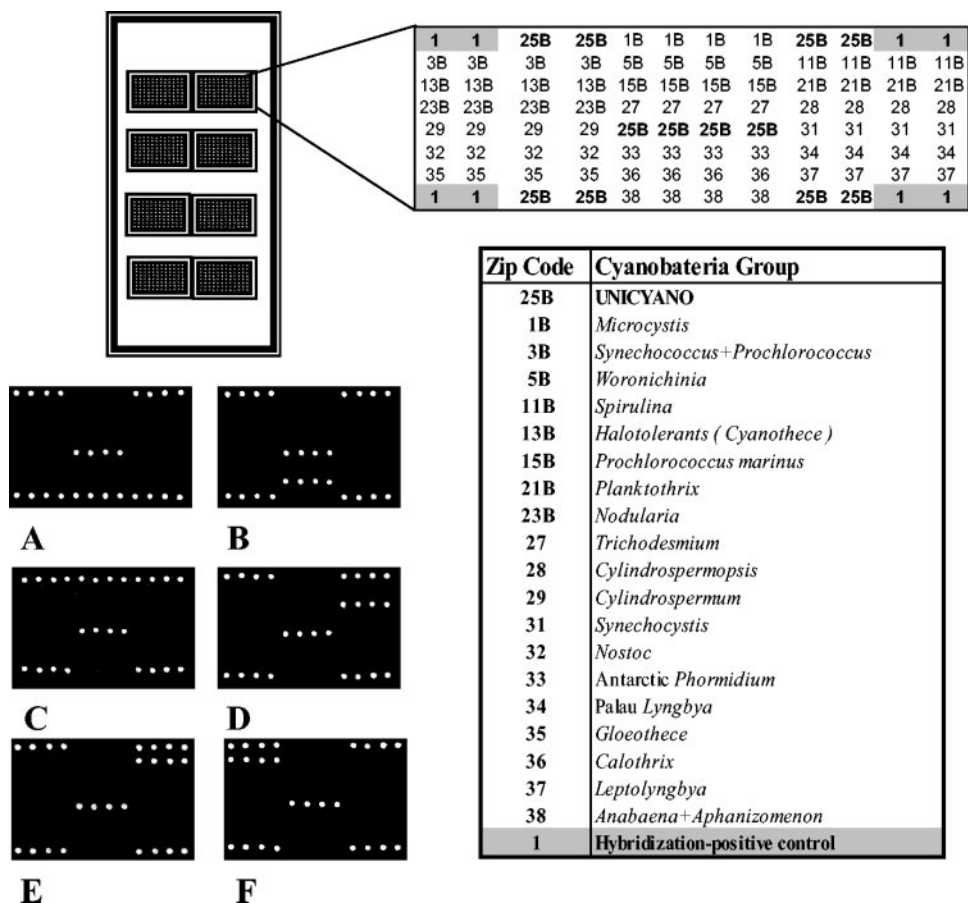 1 1 25B 25B 1B 1B 1B 1B 25B 25B 1 1
3B 3B 3B 3B 5B 5B 5B 5B 11B 11B 11B 11B
13B 13B 13B 13B 15B 15B 15B 15B 21B 21B 21B 21B
23B 23B 23B 23B 27 27 27 27 28 28 28 28
29 29 29 29 25B 25B 25B 25B 31 31 31 31
32 32 32 32 33 33 33 33 34 34 34 34
35 35 35 35 36 36 36 36 37 37 37 37
1 1 25B 25B 38 38 38 38 25B 25B 1 1
Zip Code Cyanobateria Group
25B UNICYANO
1B Microcystis
3B Synechococcus+Prochlorococcus
5B Woronichinia
11B Spirulina
13B Halotolerants ( Cyanothece )
15B Prochlorococcus marinus
21B Planktothrix
23B Nodularia
27 Trichodesmium
28 Cylindrospermopsis
29 Cylindrospermum
31 Synechocystis
32 Nostoc
33 Antarctic Phormidium
34 Palau Lyngbya
35 Gloeothece
36 Calothrix
37 Leptolyngbya
38 Anabaena+Aphanizomenon
1 Hybridization-positive control
A B
C D
E F